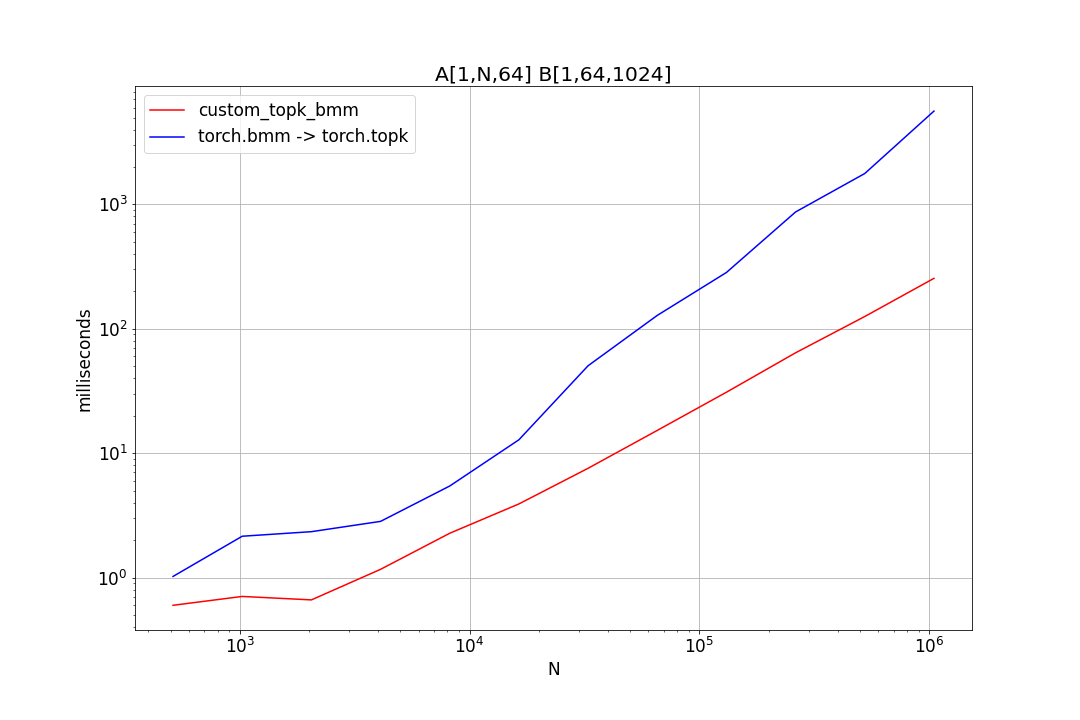 A[1,N,64] B[1,64,1024]
custom_topk_bmm
torch.bmm -> torch.topk
10³
10²
10¹
10⁰
milliseconds
10³ 10⁴ 10⁵ 10⁶
N